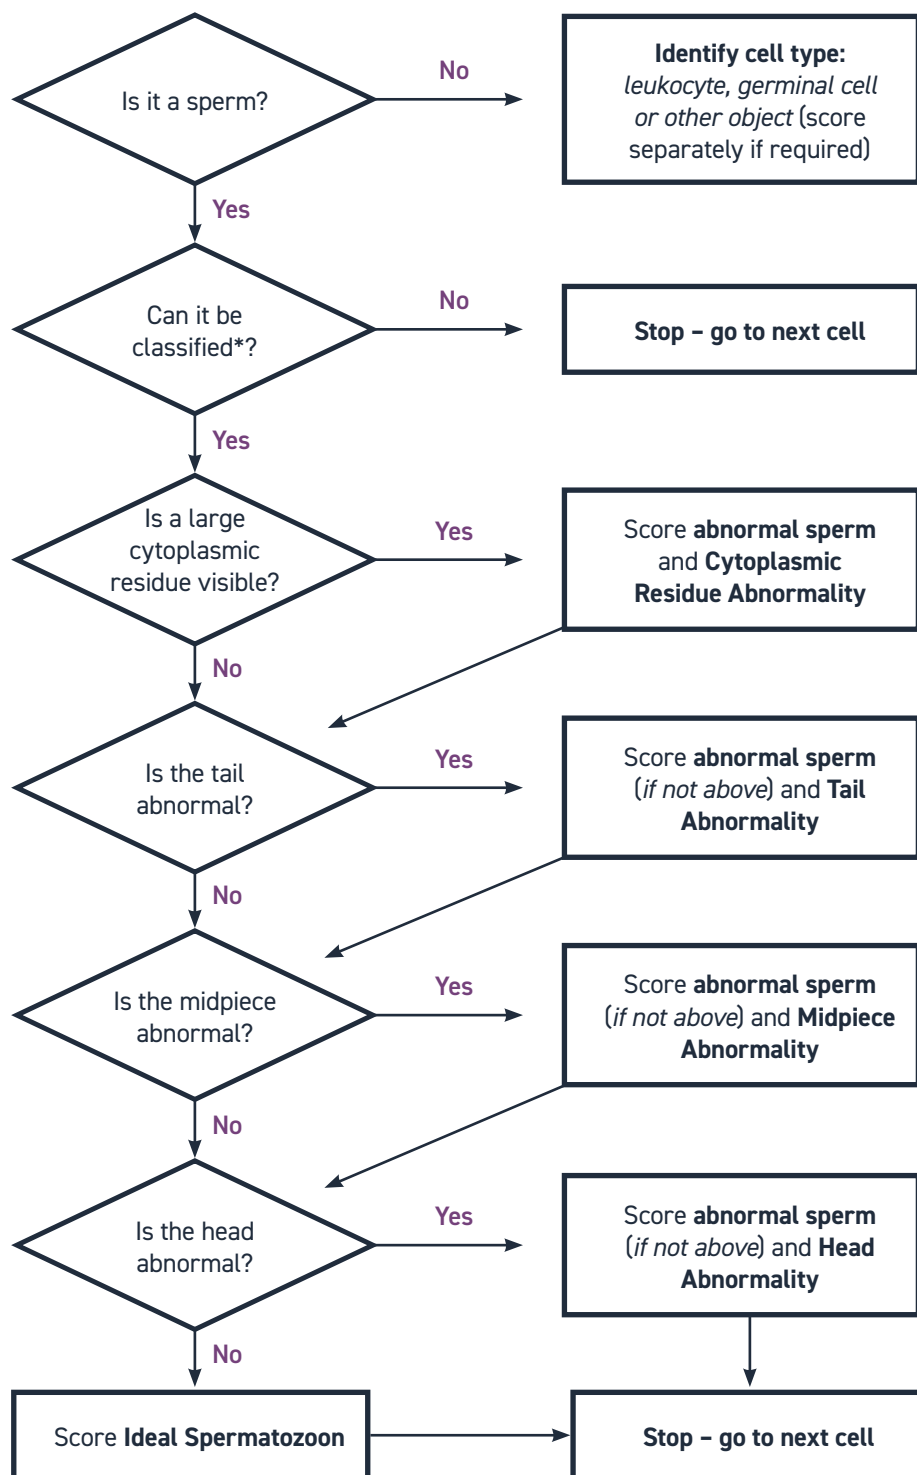 Is it a sperm?
No
Identify cell type:
leukocyte, germinal cell
or other object (score
separately if required)
Yes
Can it be
classified*?
No
Stop – go to next cell
Yes
Is a large
cytoplasmic
residue visible?
Yes
Score abnormal sperm
and Cytoplasmic
Residue Abnormality
No
Is the tail
abnormal?
Yes
Score abnormal sperm
(if not above) and Tail
Abnormality
No
Is the midpiece
abnormal?
Yes
Score abnormal sperm
(if not above) and Midpiece
Abnormality
No
Is the head
abnormal?
Yes
Score abnormal sperm
(if not above) and Head
Abnormality
No
Score Ideal Spermatozoon
Stop – go to next cell